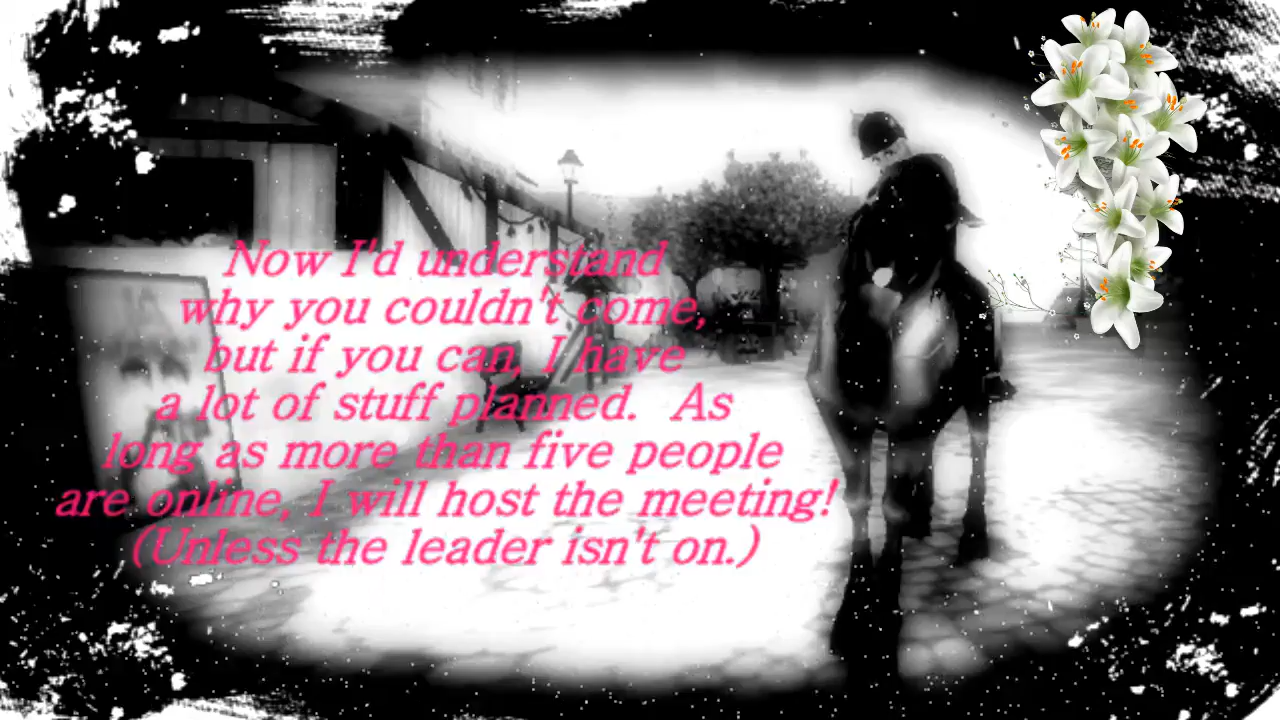 Now I'd understand
why you couldn't come,
but if you can, I have
a lot of stuff planned.  As
long as more than five people
are online, I will host the meeting!
(Unless the leader isn't on.)